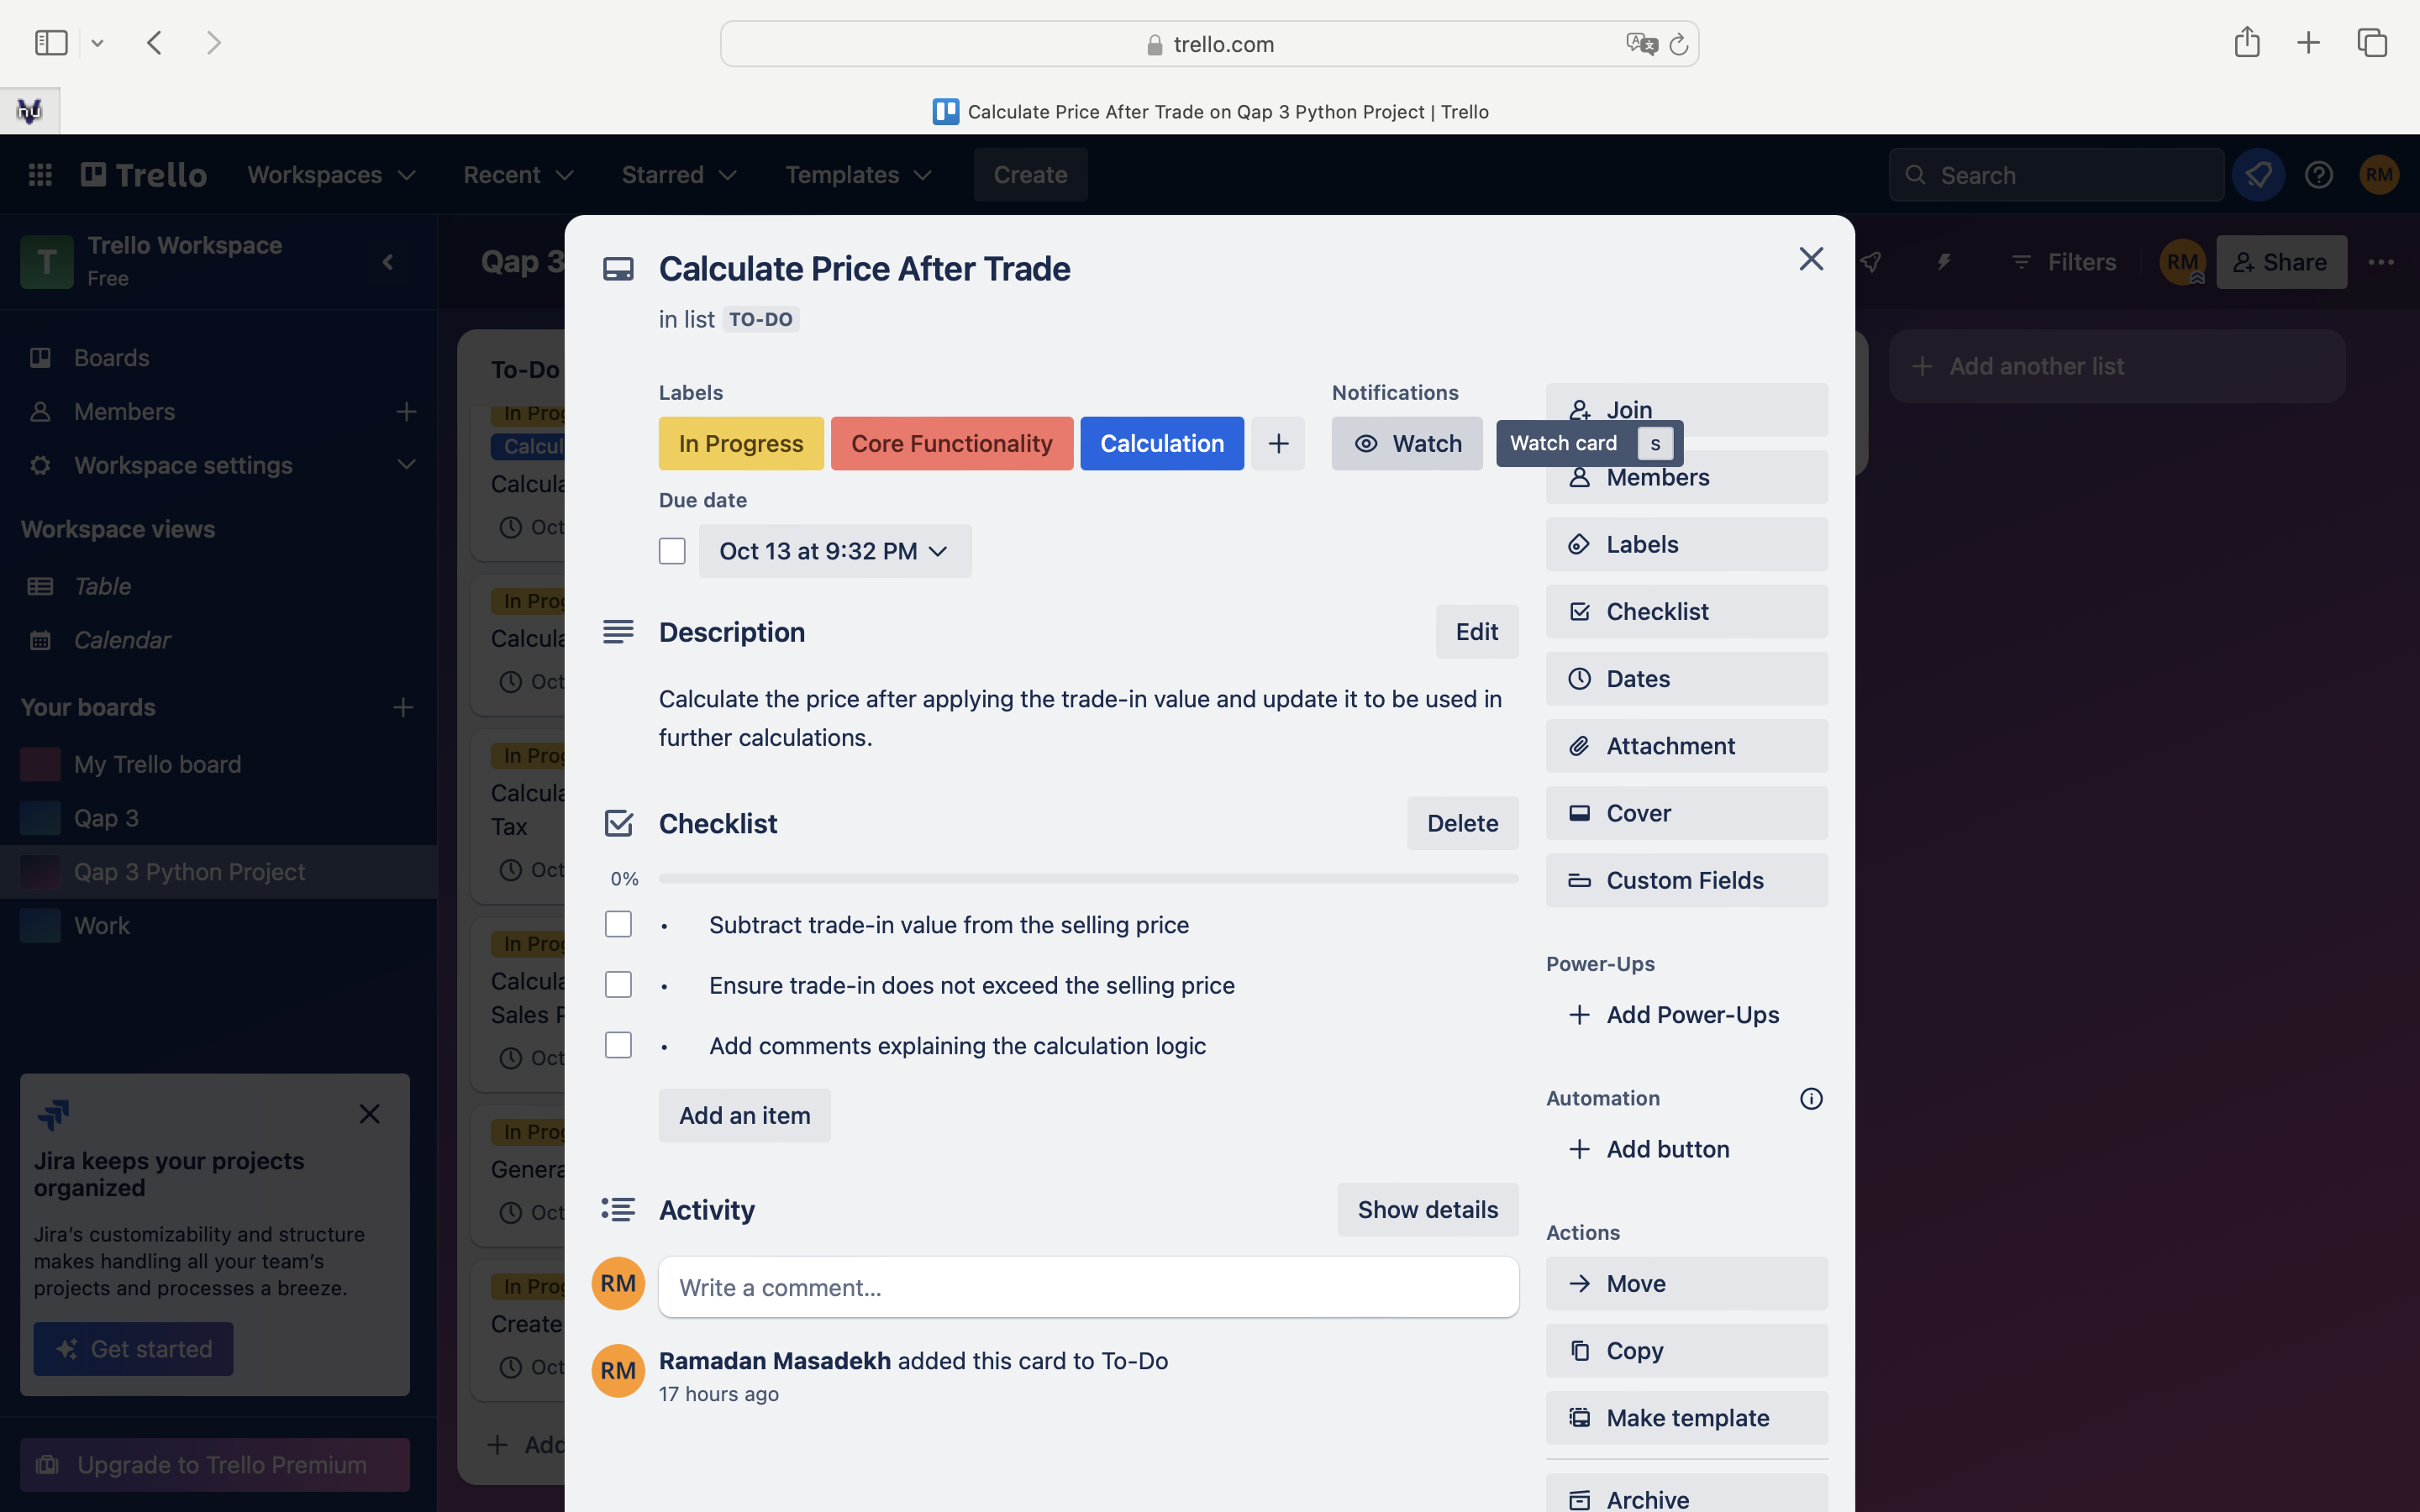 trello.com
nu
Calculate Price After Trade on Qap 3 Python Project | Trello
Trello
Workspaces
Recent
Starred
Templates
Create
Search
RM
T
Trello Workspace
Free
Qap 3
Filters
RM
Share
Boards
Members
Workspace settings
Workspace views
Table
Calendar
Your boards
My Trello board
Qap 3
Qap 3 Python Project
Work
Jira keeps your projects
organized
Jira's customizability and structure
makes handling all your team's
projects and processes a breeze.
Get started
Upgrade to Trello Premium
To-Do
In Prog
Calcul
Calcula
Oct
In Prog
Calcula
Oct
In Prog
Calcula
Tax
Oct
In Prog
Calcula
Sales P
Oct
In Prog
Genera
Oct
In Prog
Create
Oct
Add
Add another list
Calculate Price After Trade
in list TO-DO
Labels
In Progress
Core Functionality
Calculation
Notifications
Watch
Watch card s
Due date
Oct 13 at 9:32 PM
Description
Edit
Calculate the price after applying the trade-in value and update it to be used in
further calculations.
Checklist
Delete
0%
• Subtract trade-in value from the selling price
• Ensure trade-in does not exceed the selling price
• Add comments explaining the calculation logic
Add an item
Activity
Show details
RM
Write a comment...
RM
Ramadan Masadekh added this card to To-Do
17 hours ago
Join
Members
Labels
Checklist
Dates
Attachment
Cover
Custom Fields
Power-Ups
Add Power-Ups
Automation
Add button
Actions
Move
Copy
Make template
Archive